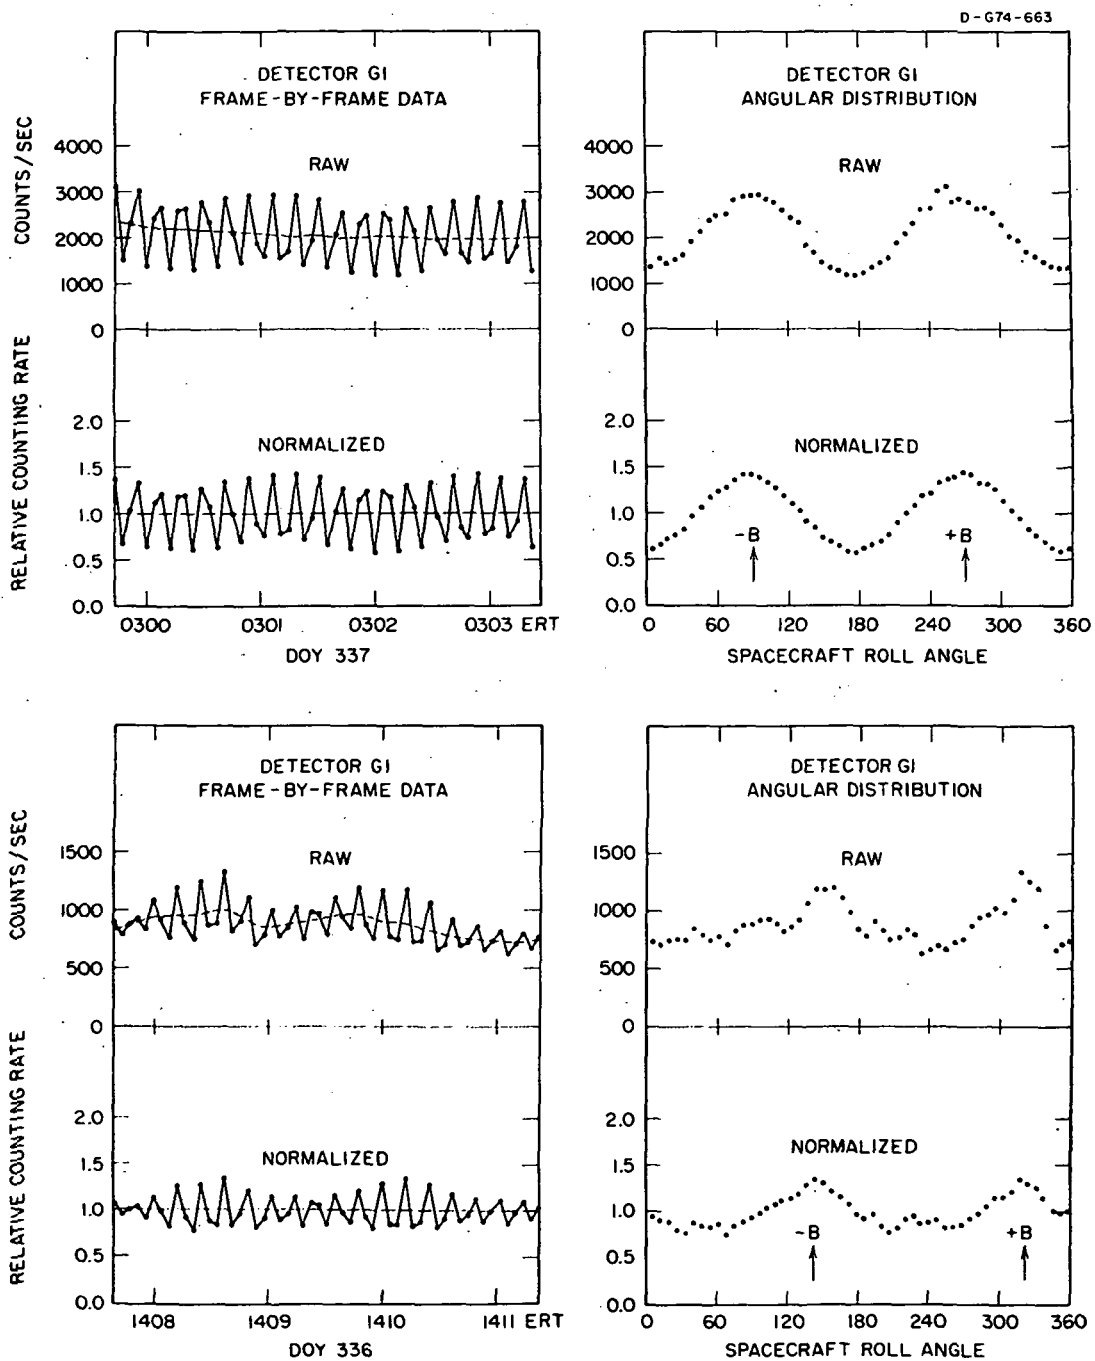 D-G74-663
DETECTOR G1
FRAME-BY-FRAME DATA
RAW
COUNTS/SEC
4000
3000
2000
1000
0
NORMALIZED
RELATIVE COUNTING RATE
2.0
1.5
1.0
0.5
0.0
0300 0301 0302 0303 ERT
DOY 337
DETECTOR G1
ANGULAR DISTRIBUTION
RAW
4000
3000
2000
1000
0
NORMALIZED
2.0
1.5
1.0
0.5
0.0
-B +B
0 60 120 180 240 300 360
SPACECRAFT ROLL ANGLE
DETECTOR G1
FRAME-BY-FRAME DATA
RAW
COUNTS/SEC
1500
1000
500
0
NORMALIZED
RELATIVE COUNTING RATE
2.0
1.5
1.0
0.5
0.0
1408 1409 1410 1411 ERT
DOY 336
DETECTOR G1
ANGULAR DISTRIBUTION
RAW
1500
1000
500
0
NORMALIZED
2.0
1.5
1.0
0.5
0.0
-B +B
0 60 120 180 240 300 360
SPACECRAFT ROLL ANGLE